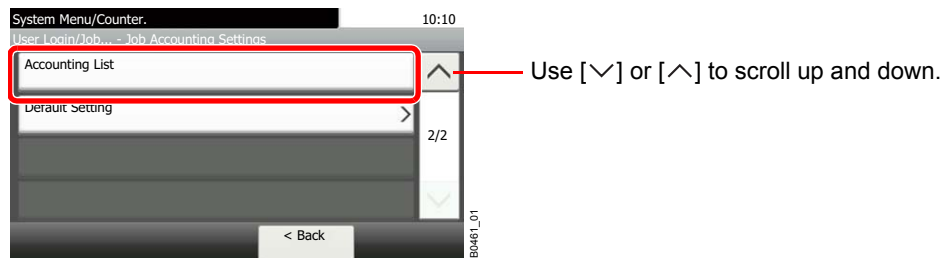 System Menu/Counter.
10:10
User Login/Job... - Job Accounting Settings
Accounting List
Use [∨] or [∧] to scroll up and down.
Default Setting
2/2
< Back
B0461_01